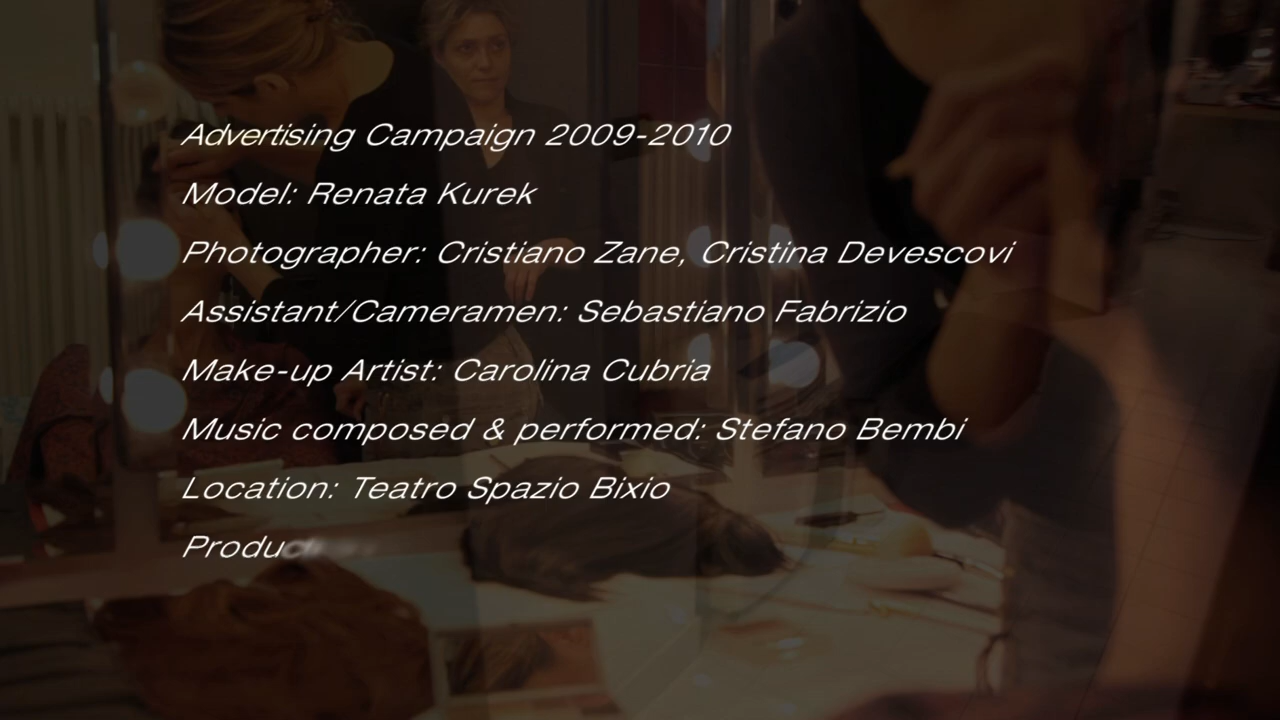 Advertising Campaign 2009-2010
Model: Renata Kurek
Photographer: Cristiano Zane, Cristina Devescovi
Assistant/Cameramen: Sebastiano Fabrizio
Make-up Artist: Carolina Cubria
Music composed & performed: Stefano Bembi
Location: Teatro Spazio Bixio